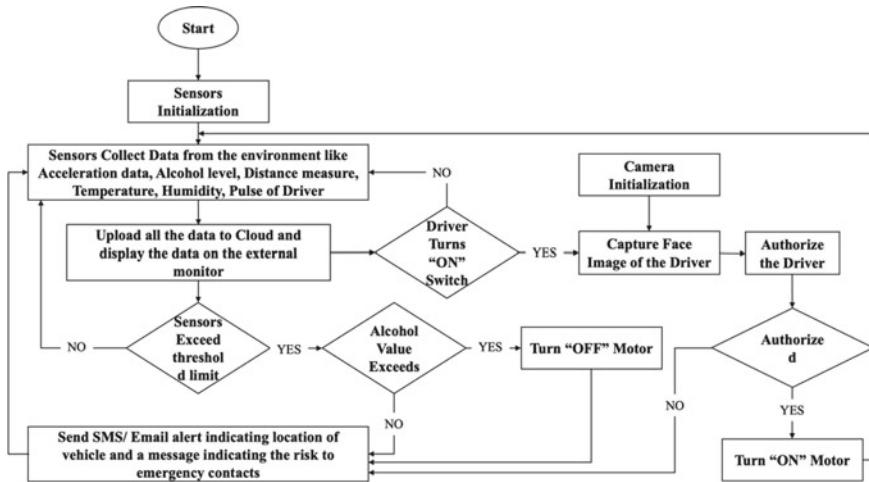 Start
Sensors
Initialization
Sensors Collect Data from the environment like
Acceleration data, Alcohol level, Distance measure,
Temperature, Humidity, Pulse of Driver
NO
Camera
Initialization
Upload all the data to Cloud and
display the data on the external
monitor
Driver
Turns
“ON”
Switch
YES
Capture Face
Image of the Driver
Authorize
the Driver
NO
Sensors
Exceed
threshol
d limit
YES
Alcohol
Value
Exceeds
YES
Turn “OFF” Motor
Authorize
d
NO
NO
YES
Send SMS/ Email alert indicating location of
vehicle and a message indicating the risk to
emergency contacts
Turn “ON” Motor